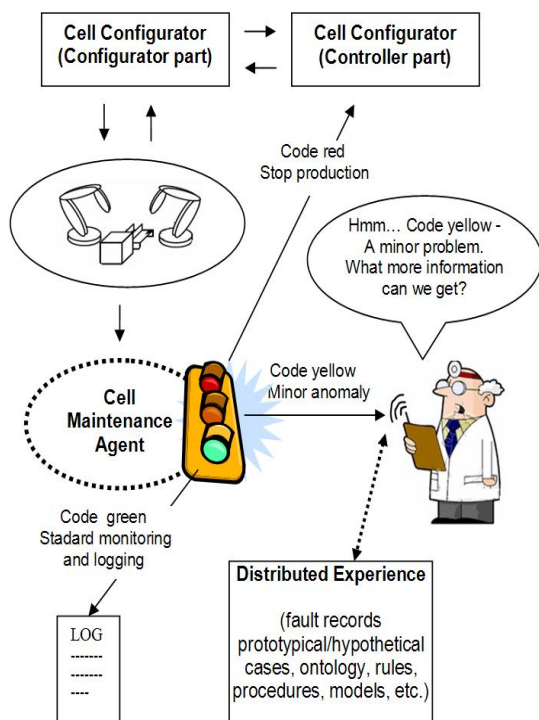 Cell Configurator
(Configurator part)
Cell Configurator
(Controller part)
Code red
Stop production
Hmm... Code yellow -
A minor problem.
What more information
can we get?
Cell
Maintenance
Agent
Code yellow
Minor anomaly
Code green
Stadard monitoring
and logging
LOG
-------
-------
----
Distributed Experience
(fault records
prototypical/hypothetical
cases, ontology, rules,
procedures, models, etc.)